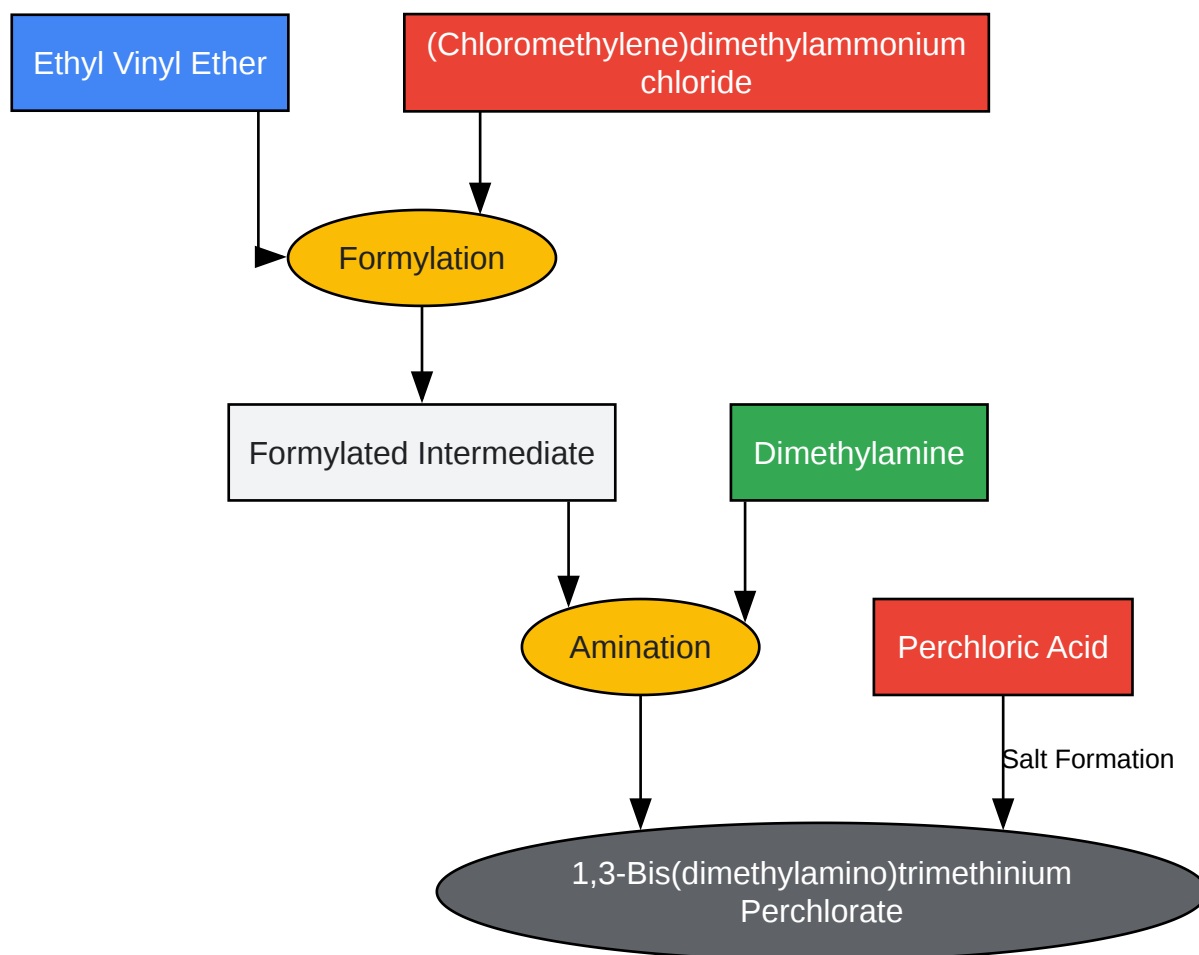 Ethyl Vinyl Ether
(Chloromethylene)dimethylammonium
chloride
Formylation
Formylated Intermediate
Dimethylamine
Amination
Perchloric Acid
Salt Formation
1,3-Bis(dimethylamino)trimethinium
Perchlorate